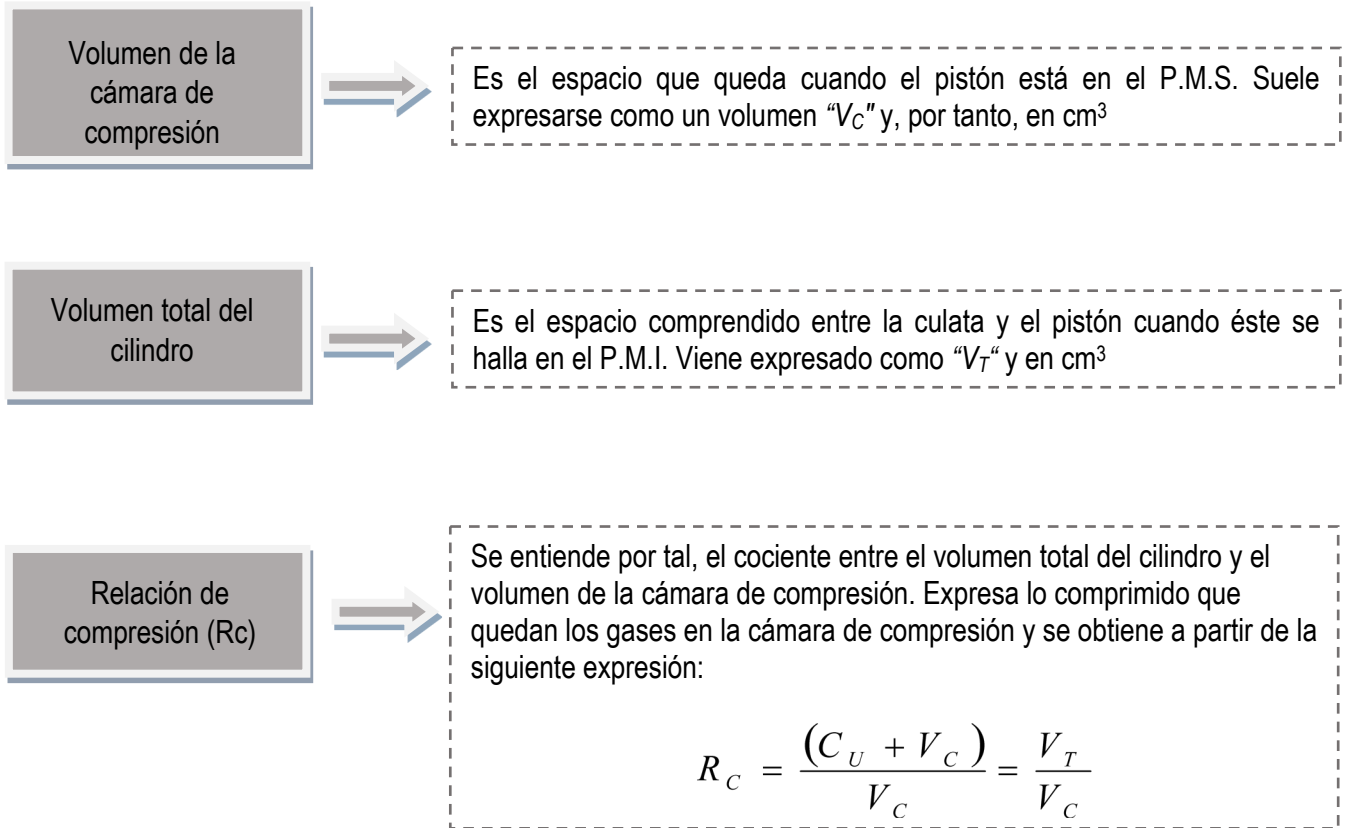 Volumen de la
cámara de
compresión
Es el espacio que queda cuando el pistón está en el P.M.S. Suele
expresarse como un volumen “V_C" y, por tanto, en cm³
Volumen total del
cilindro
Es el espacio comprendido entre la culata y el pistón cuando éste se
halla en el P.M.I. Viene expresado como “V_T“ y en cm³
Relación de
compresión (Rc)
Se entiende por tal, el cociente entre el volumen total del cilindro y el
volumen de la cámara de compresión. Expresa lo comprimido que
quedan los gases en la cámara de compresión y se obtiene a partir de la
siguiente expresión:
R_C = (C_U + V_C) / V_C = V_T / V_C